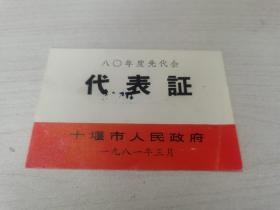 八〇年度先代会
代表証
十堰市人民政府
一九八一年三月